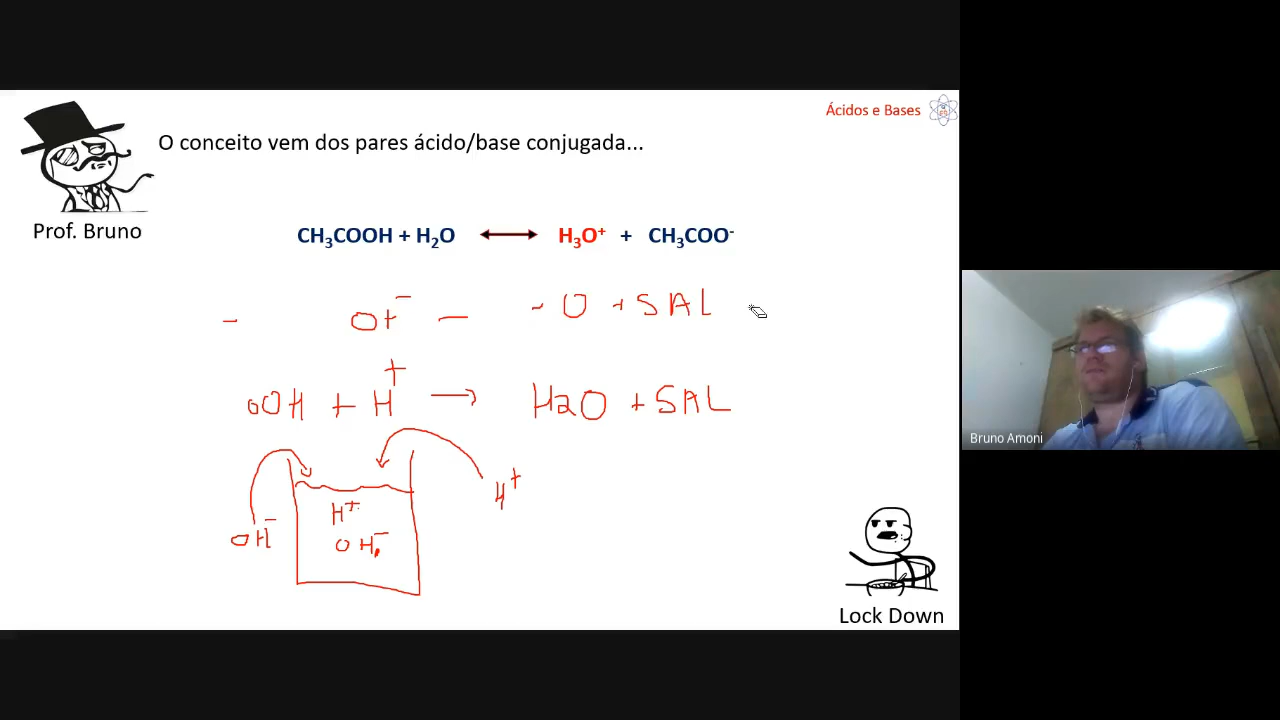 Ácidos e Bases
O conceito vem dos pares ácido/base conjugada...
Prof. Bruno
CH₃COOH + H₂O ⟷ H₃O⁺ + CH₃COO⁻
- O + SAL
OOH + H⁺ → H2O + SAL
H⁺
H⁺
OH⁻
OH⁻
Bruno Amoni
Lock Down